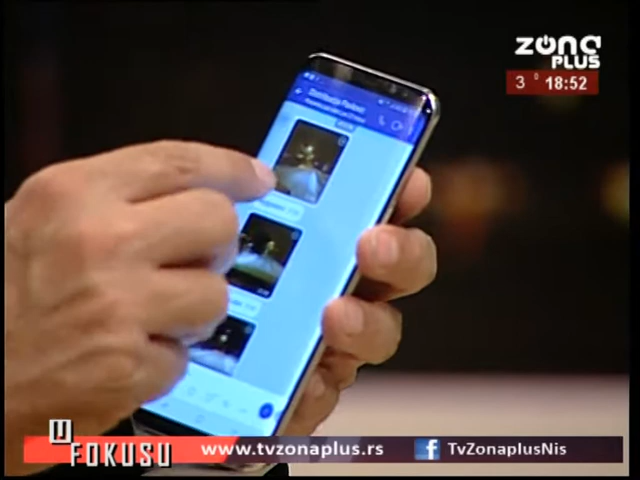 ZONA
PLUS
3° 18:52
U
FOKUSU
www.tvzonaplus.rs
f TvZonaplusNis